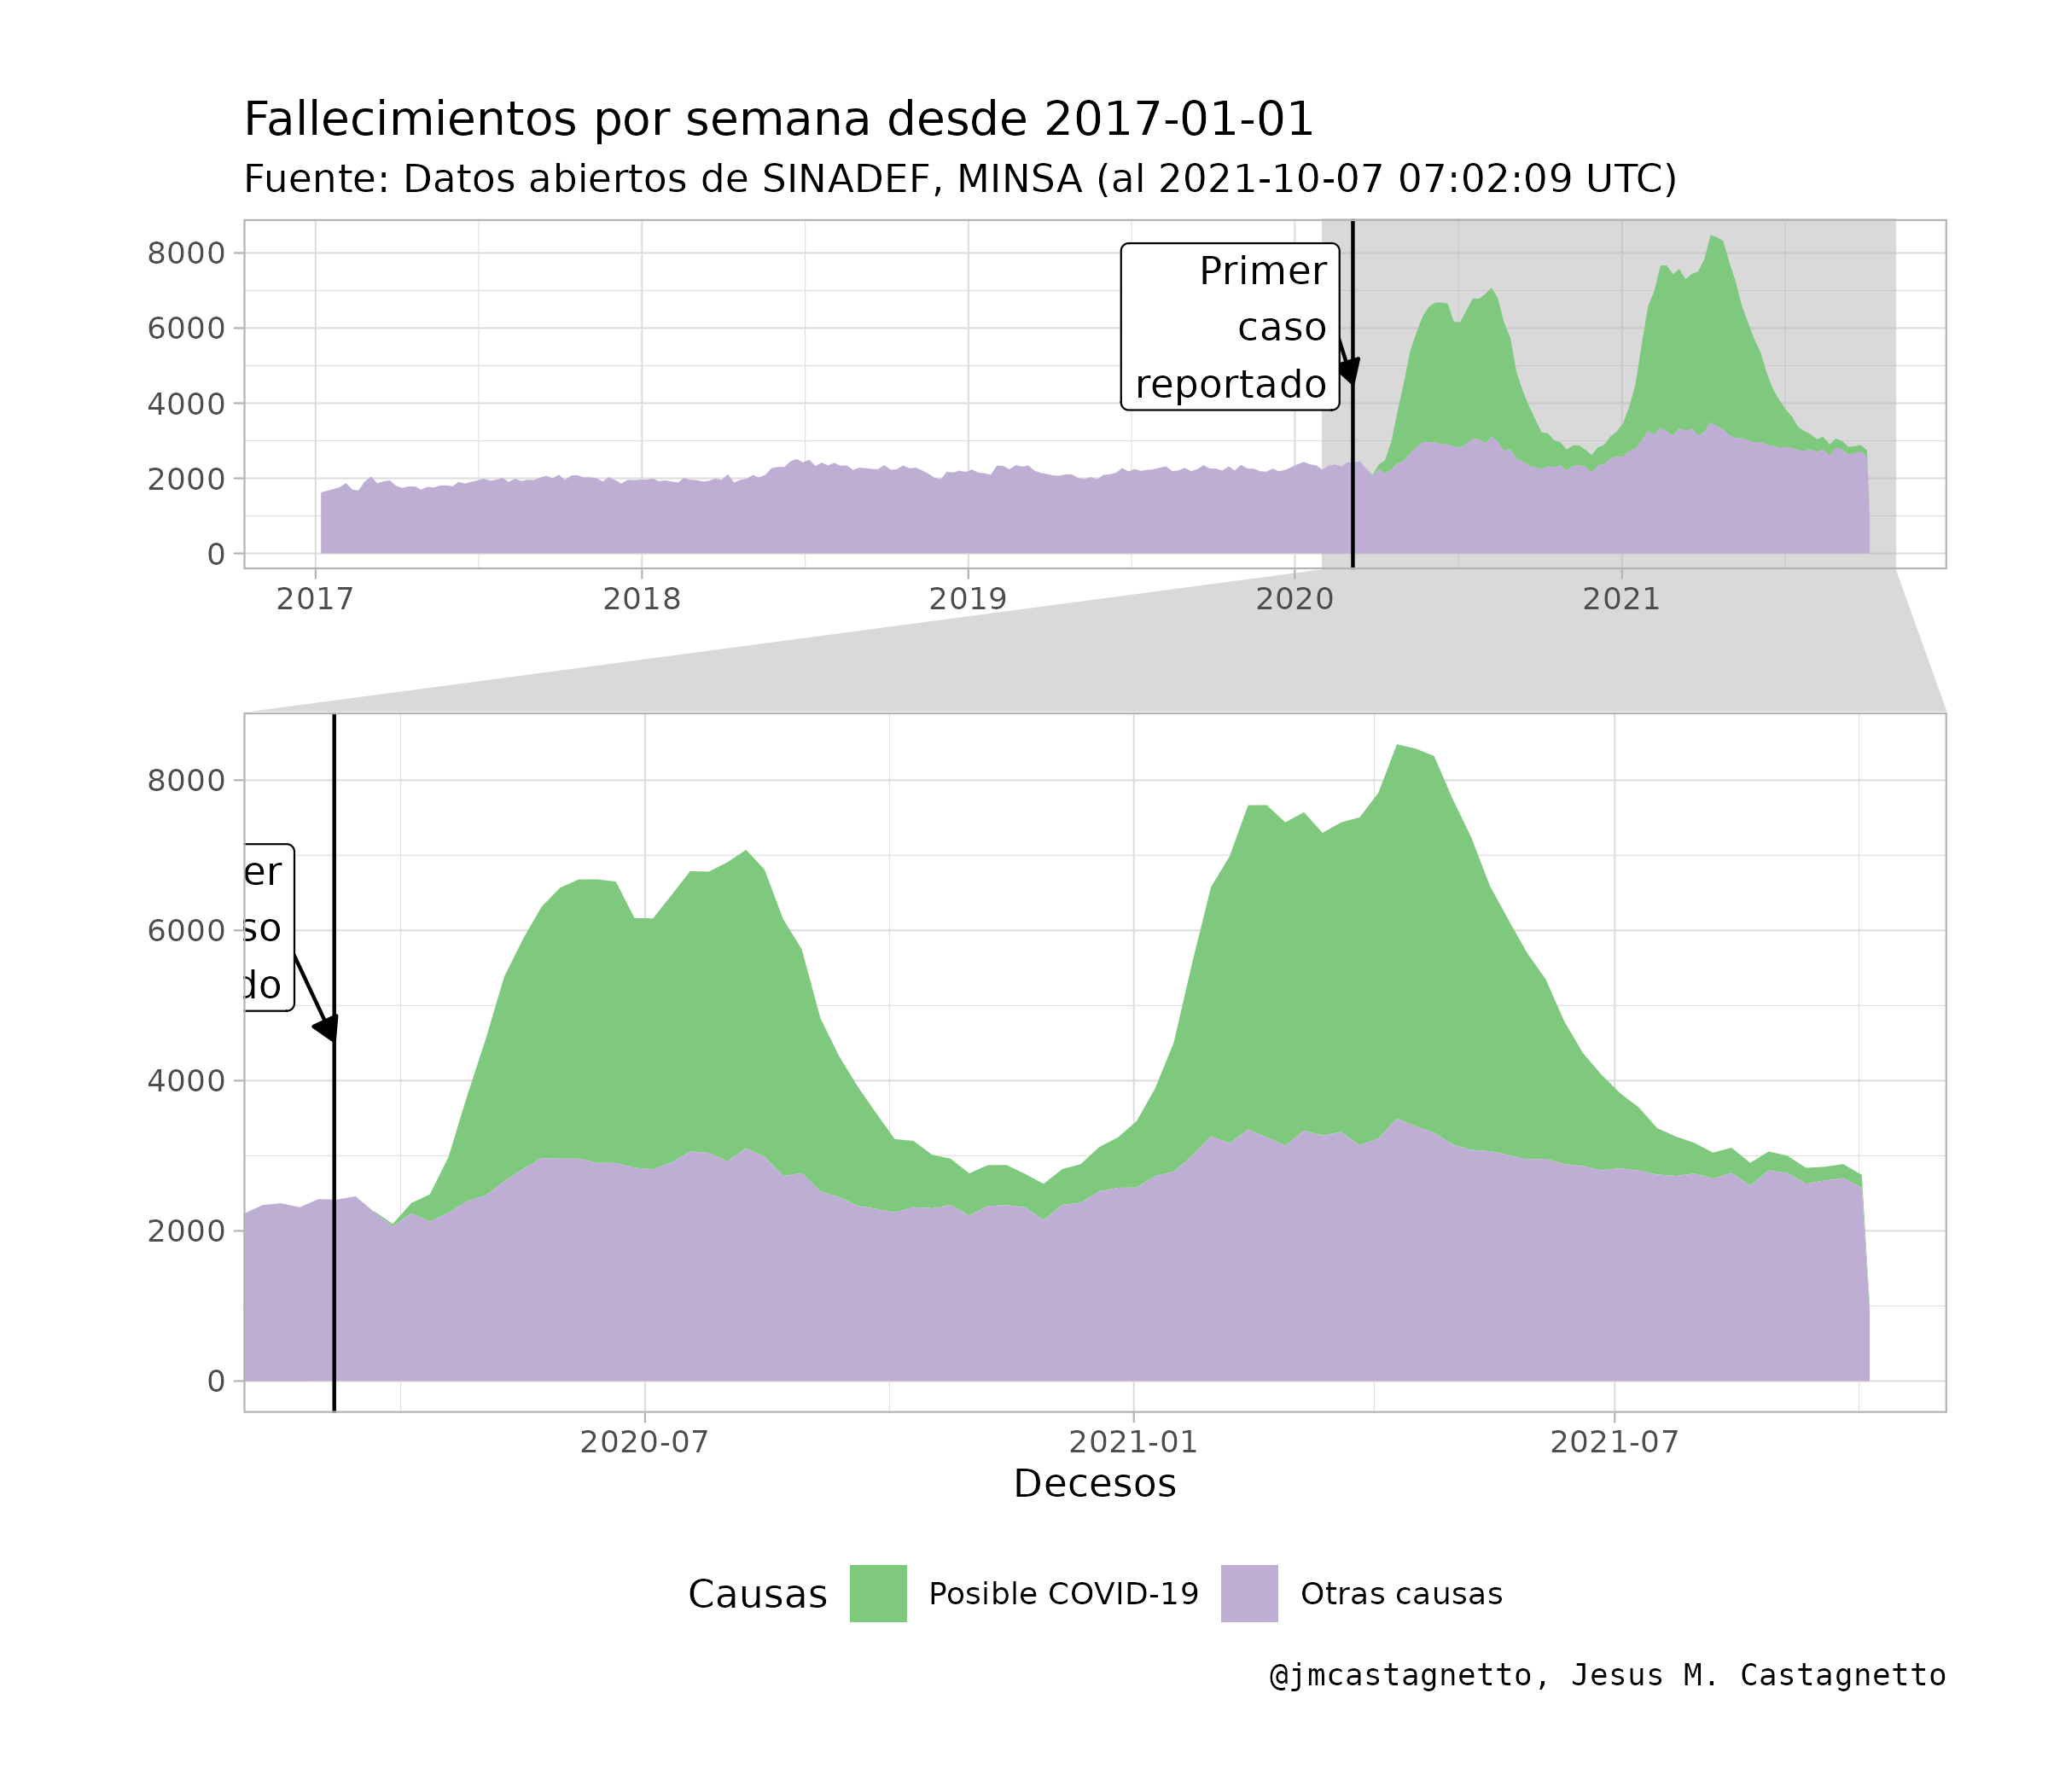 Fallecimientos por semana desde 2017-01-01
Fuente: Datos abiertos de SINADEF, MINSA (al 2021-10-07 07:02:09 UTC)
8000
6000
4000
2000
0
Primer
caso
reportado
2017 2018 2019 2020 2021
8000
6000
4000
2000
0
er
so
do
2020-07 2021-01 2021-07
Decesos
Causas Posible COVID-19 Otras causas
@jmcastagnetto, Jesus M. Castagnetto